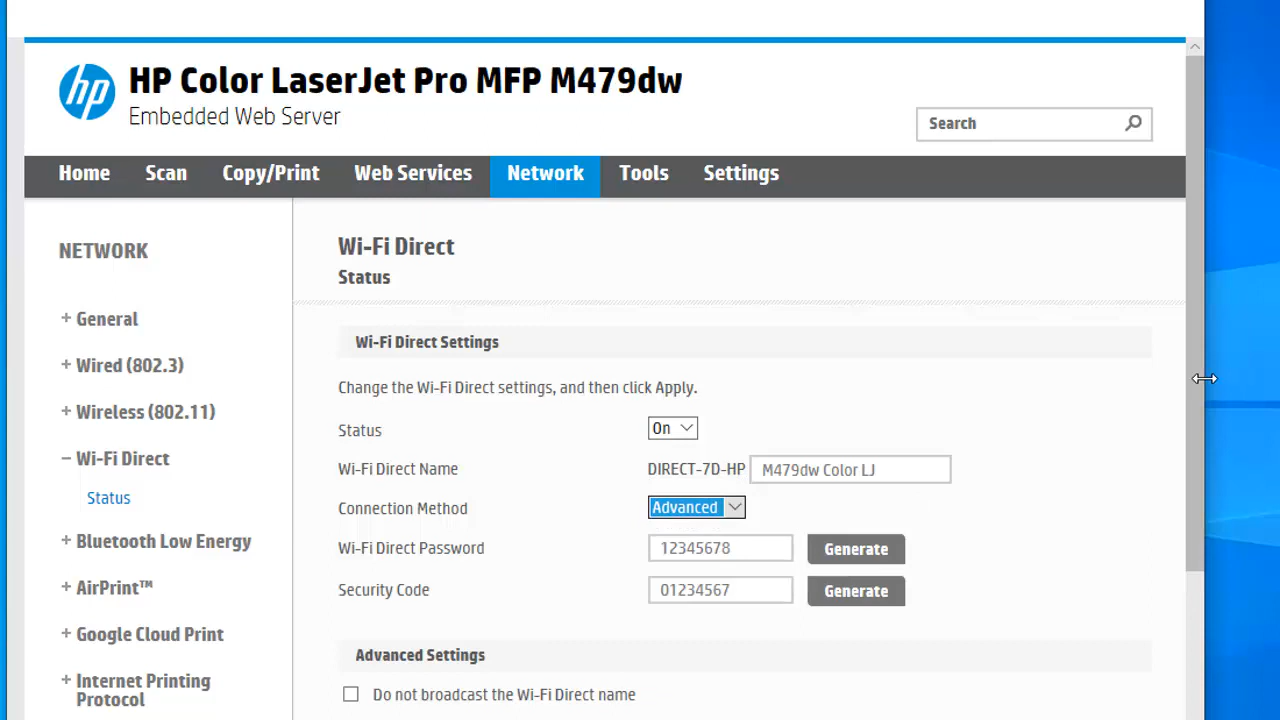 hp
HP Color LaserJet Pro MFP M479dw
Embedded Web Server
Search
Home Scan Copy/Print Web Services Network Tools Settings
NETWORK
+ General
+ Wired (802.3)
+ Wireless (802.11)
− Wi-Fi Direct
Status
+ Bluetooth Low Energy
+ AirPrint™
+ Google Cloud Print
+ Internet Printing
Protocol
Wi-Fi Direct
Status
Wi-Fi Direct Settings
Change the Wi-Fi Direct settings, and then click Apply.
Status On
Wi-Fi Direct Name DIRECT-7D-HP M479dw Color LJ
Connection Method Advanced
Wi-Fi Direct Password 12345678 Generate
Security Code 01234567 Generate
Advanced Settings
Do not broadcast the Wi-Fi Direct name